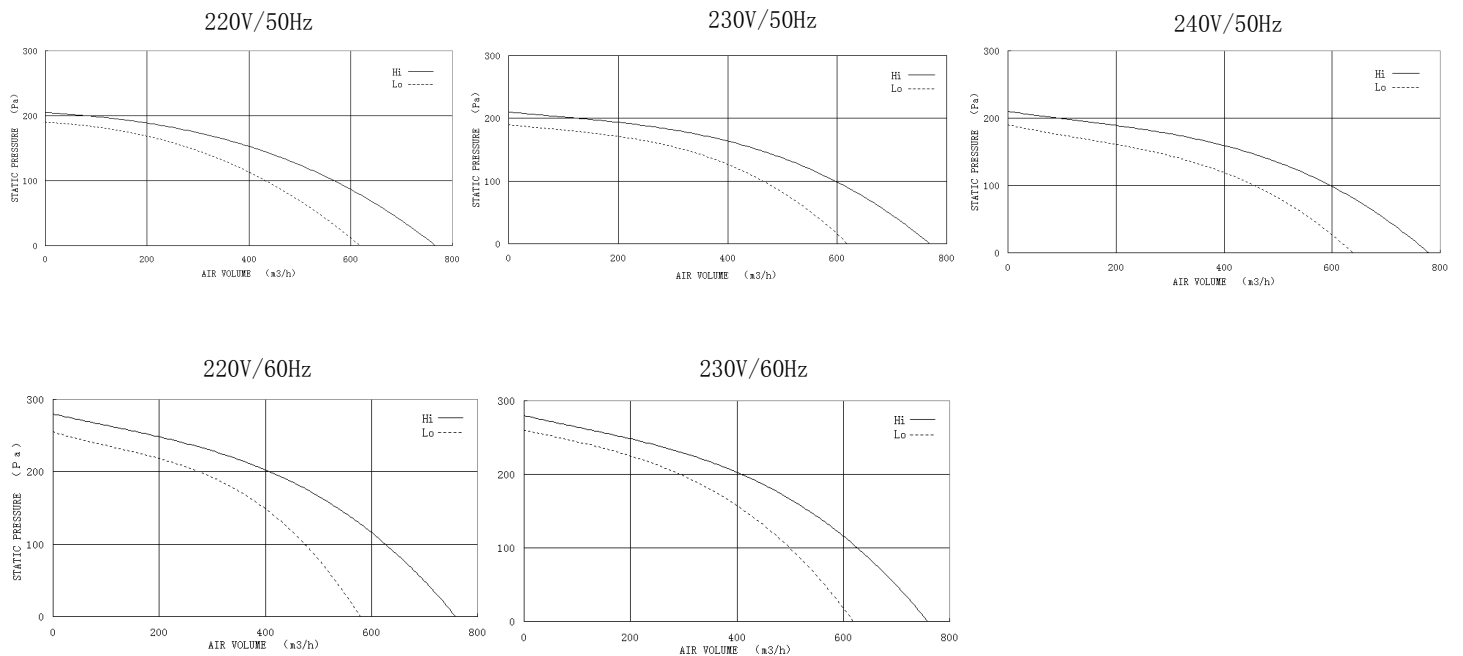 220V/50Hz
300
200
100
0
STATIC PRESSURE (Pa)
Hi
Lo
0 200 400 600 800
AIR VOLUME (m3/h)
230V/50Hz
300
200
100
0
STATIC PRESSURE (Pa)
Hi
Lo
0 200 400 600 800
AIR VOLUME (m3/h)
240V/50Hz
300
200
100
0
STATIC PRESSURE (Pa)
Hi
Lo
0 200 400 600 800
AIR VOLUME (m3/h)
220V/60Hz
300
200
100
0
STATIC PRESSURE (Pa)
Hi
Lo
0 200 400 600 800
AIR VOLUME (m3/h)
230V/60Hz
300
200
100
0
Hi
Lo
0 200 400 600 800
AIR VOLUME (m3/h)